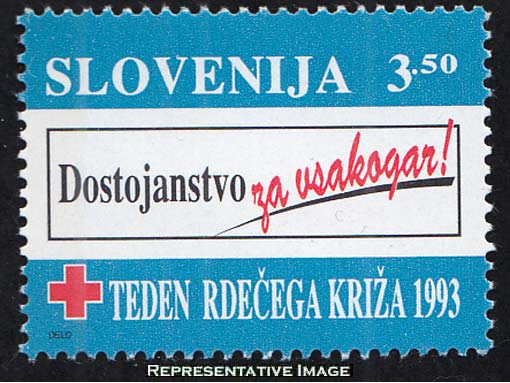 SLOVENIJA 3.50
Dostojanstvo za vsakogar!
TEDEN RDEČEGA KRIŽA 1993
DELO
REPRESENTATIVE IMAGE